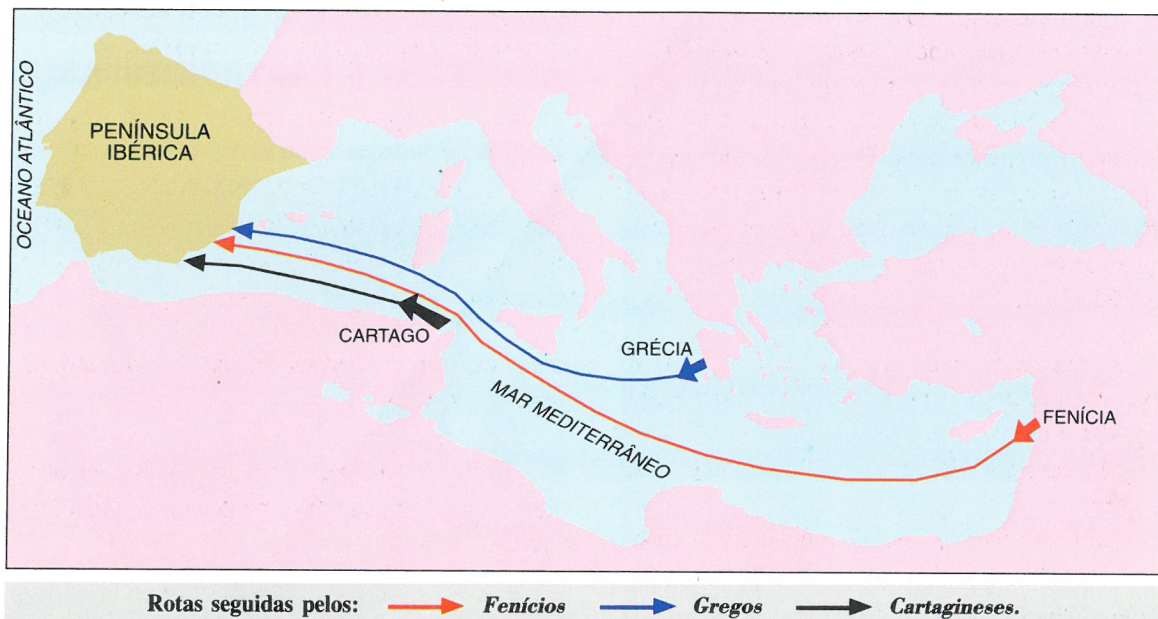 OCEANO ATLÂNTICO
PENÍNSULA
IBÉRICA
CARTAGO
GRÉCIA
MAR MEDITERRÂNEO
FENÍCIA
Rotas seguidas pelos: Fenícios Gregos Cartagineses.